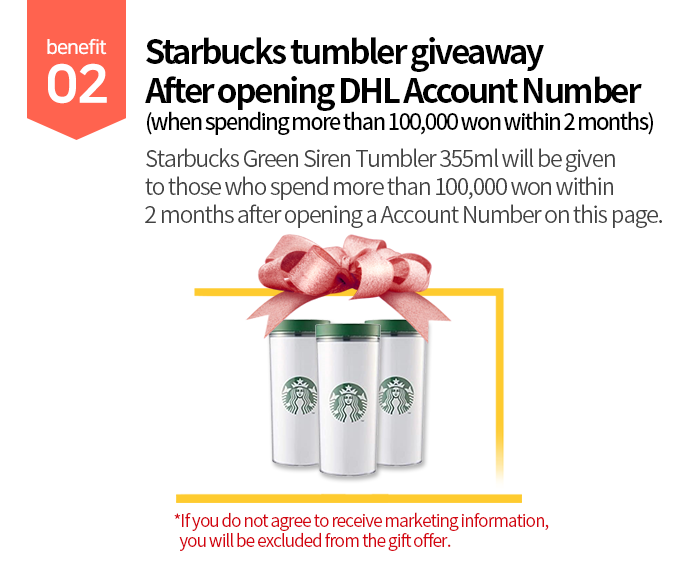 benefit
02
Starbucks tumbler giveaway
After opening DHL Account Number
(when spending more than 100,000 won within 2 months)
Starbucks Green Siren Tumbler 355ml will be given
to those who spend more than 100,000 won within
2 months after opening a Account Number on this page.
*If you do not agree to receive marketing information,
you will be excluded from the gift offer.